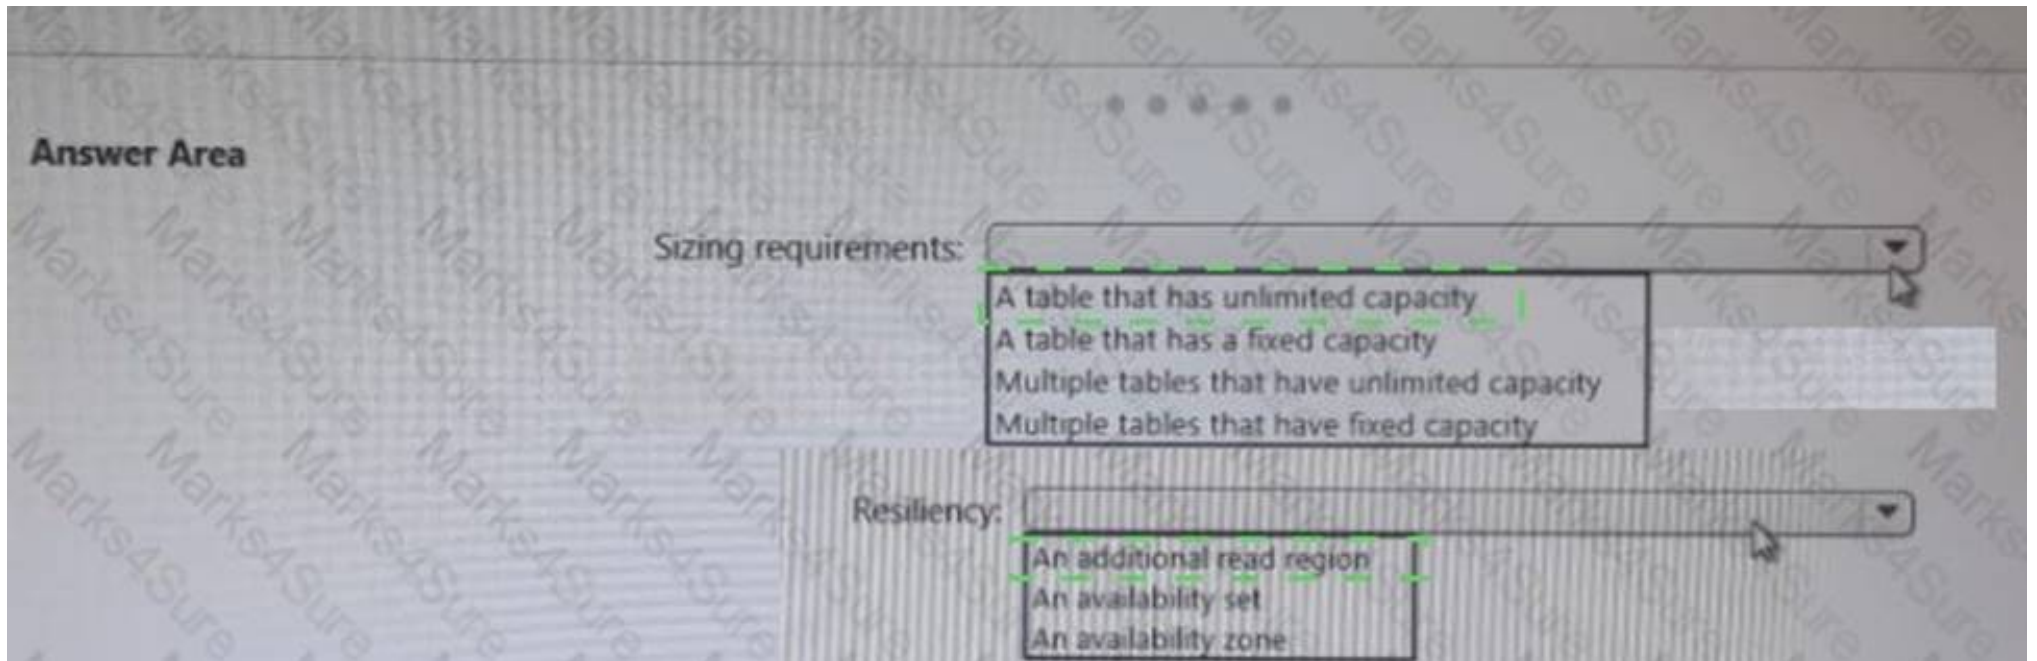 Answer Area
Sizing requirements:
A table that has unlimited capacity
A table that has a fixed capacity
Multiple tables that have unlimited capacity
Multiple tables that have fixed capacity
Resiliency:
An additional read region
An availability set
An availability zone
Marks4Sure